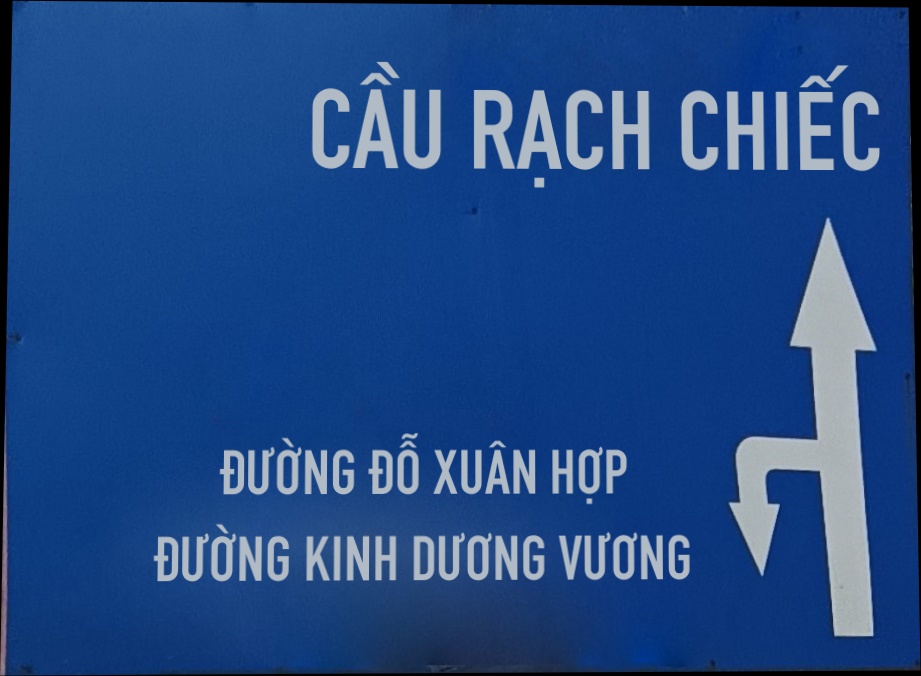 CẦU RẠCH CHIẾC
ĐƯỜNG ĐỖ XUÂN HỢP
ĐƯỜNG KINH DƯƠNG VƯƠNG